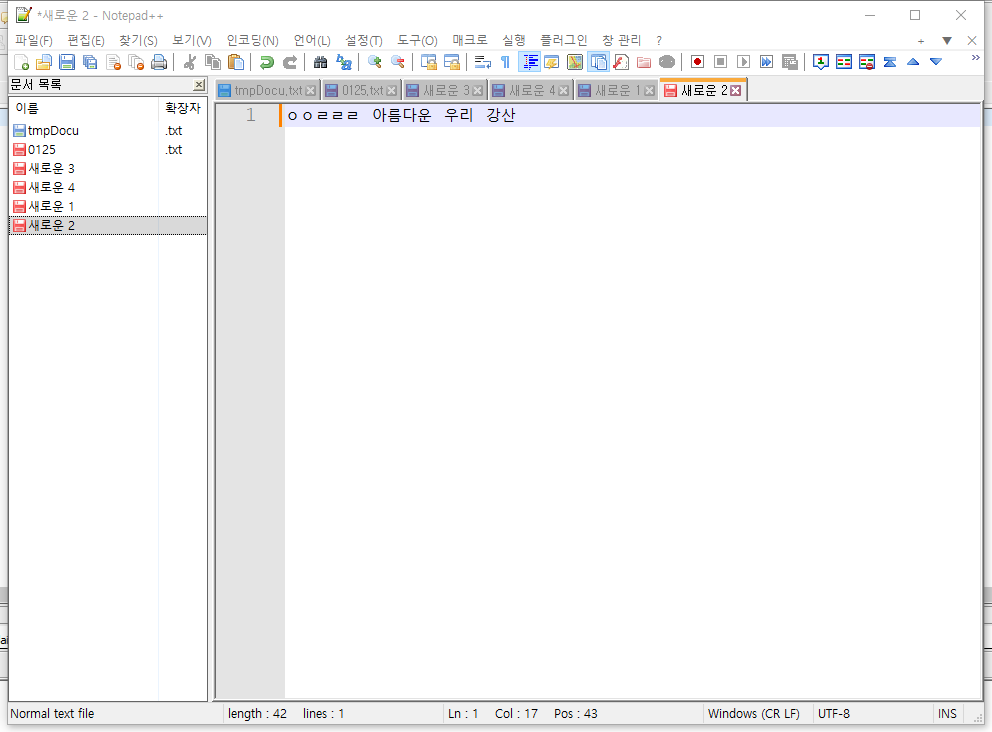 *새로운 2 - Notepad++
파일(F) 편집(E) 찾기(S) 보기(V) 인코딩(N) 언어(L) 설정(T) 도구(O) 매크로 실행 플러그인 창 관리 ?
문서 목록
tmpDocu.txt 0125.txt 새로운 3 새로운 4 새로운 1 새로운 2
이름 확장자
1 ㅇㅇㄹㄹㄹ 아름다운 우리 강산
tmpDocu .txt
0125 .txt
새로운 3
새로운 4
새로운 1
새로운 2
Normal text file length : 42 lines : 1 Ln : 1 Col : 17 Pos : 43 Windows (CR LF) UTF-8 INS